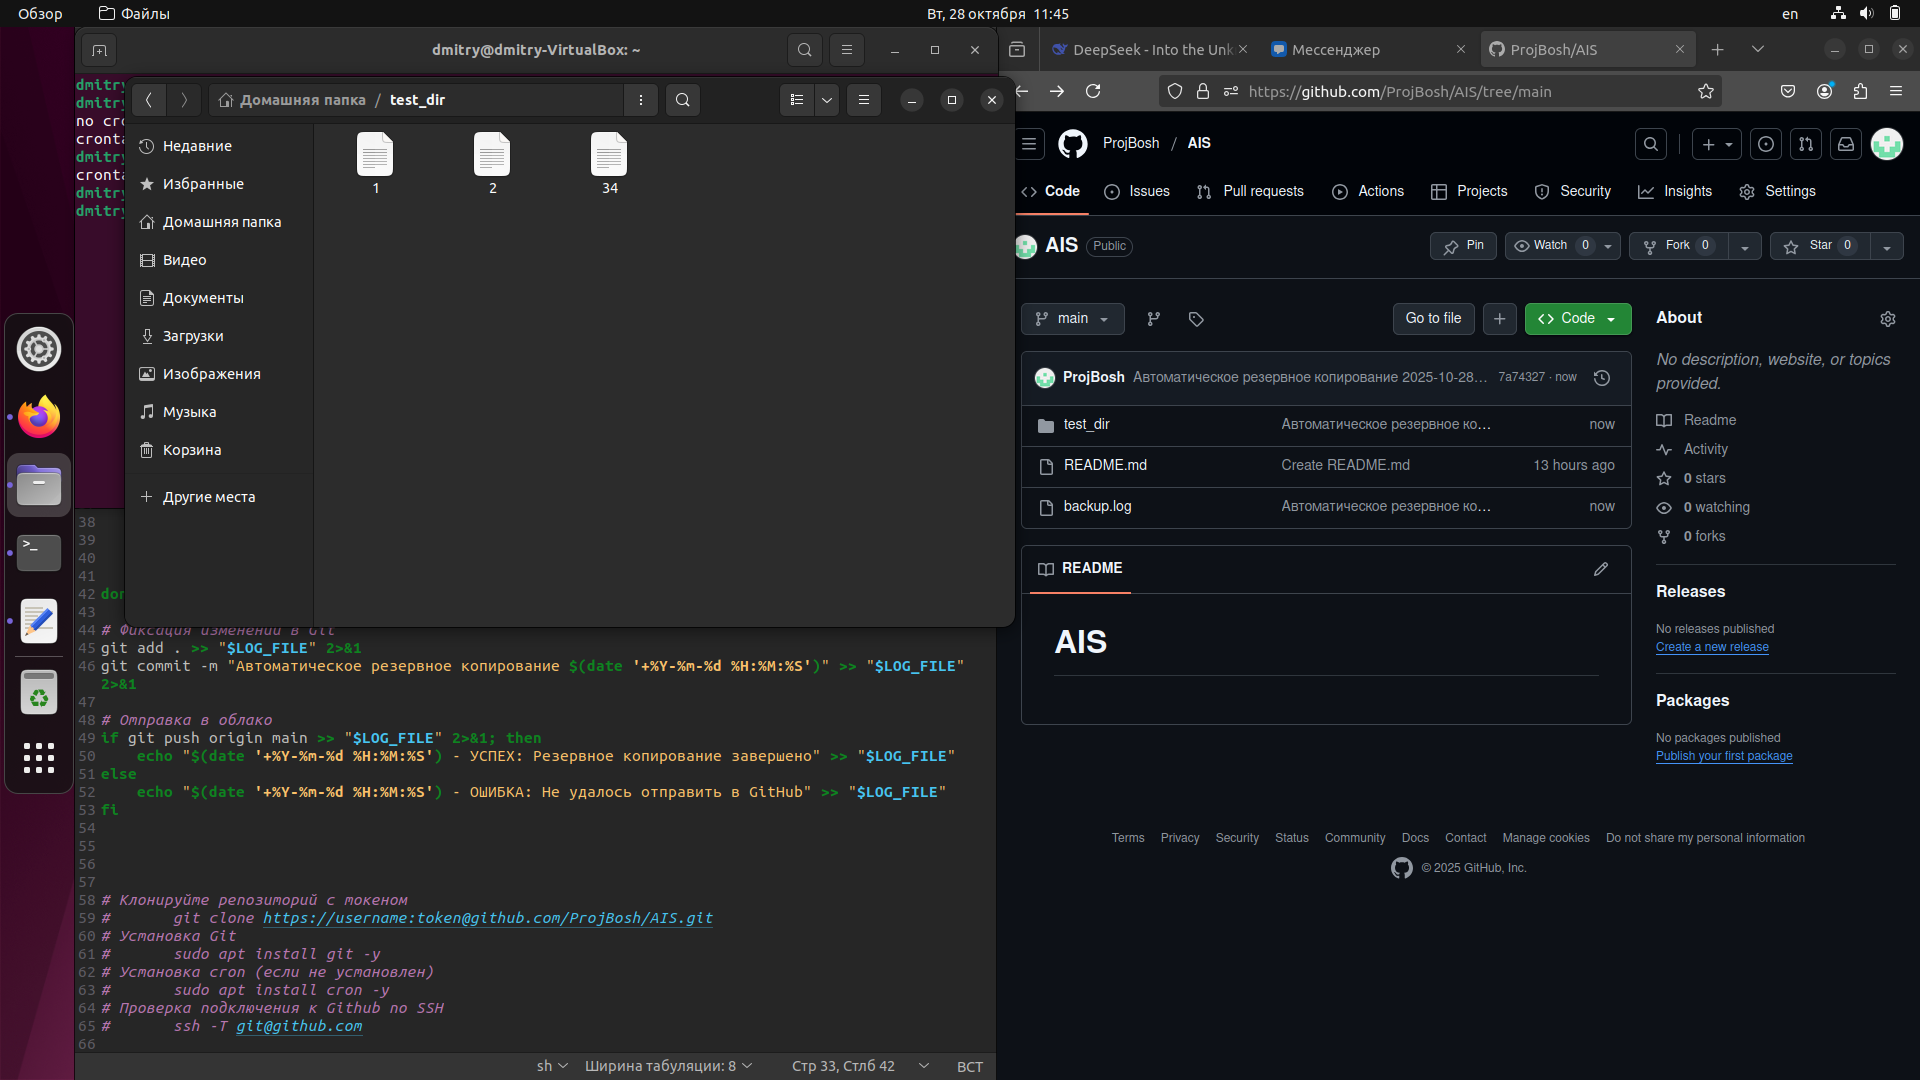 Обзор
Файлы
Вт, 28 октября 11:45
en
dmitry@dmitry-VirtualBox: ~
dmitry
dmitry
no cro
cronta
dmitry
cronta
dmitry
dmitry
Домашняя папка / test_dir
Недавние
Избранные
Домашняя папка
Видео
Документы
Загрузки
Изображения
Музыка
Корзина
Другие места
1
2
34
38
39
40
41
42 don
43
44 # Фиксация изменений в Git
45 git add . >> "$LOG_FILE" 2>&1
46 git commit -m "Автоматическое резервное копирование $(date '+%Y-%m-%d %H:%M:%S')" >> "$LOG_FILE"
2>&1
47
48 # Отправка в облако
49 if git push origin main >> "$LOG_FILE" 2>&1; then
50     echo "$(date '+%Y-%m-%d %H:%M:%S') - УСПЕХ: Резервное копирование завершено" >> "$LOG_FILE"
51 else
52     echo "$(date '+%Y-%m-%d %H:%M:%S') - ОШИБКА: Не удалось отправить в GitHub" >> "$LOG_FILE"
53 fi
54
55
56
57
58 # Клонируйте репозиторий с токеном
59 #       git clone https://username:token@github.com/ProjBosh/AIS.git
60 # Установка Git
61 #       sudo apt install git -y
62 # Установка cron (если не установлен)
63 #       sudo apt install cron -y
64 # Проверка подключения к Github по SSH
65 #       ssh -T git@github.com
66
sh
Ширина табуляции: 8
Стр 33, Стлб 42
ВСТ
DeepSeek - Into the Unk
Мессенджер
ProjBosh/AIS
https://github.com/ProjBosh/AIS/tree/main
ProjBosh / AIS
Code
Issues
Pull requests
Actions
Projects
Security
Insights
Settings
AIS
Public
Pin
Watch 0
Fork 0
Star 0
main
Go to file
Code
ProjBosh Автоматическое резервное копирование 2025-10-28... 7a74327 · now
test_dir Автоматическое резервное ко... now
README.md Create README.md 13 hours ago
backup.log Автоматическое резервное ко... now
README
AIS
About
No description, website, or topics
provided.
Readme
Activity
0 stars
0 watching
0 forks
Releases
No releases published
Create a new release
Packages
No packages published
Publish your first package
Terms
Privacy
Security
Status
Community
Docs
Contact
Manage cookies
Do not share my personal information
© 2025 GitHub, Inc.